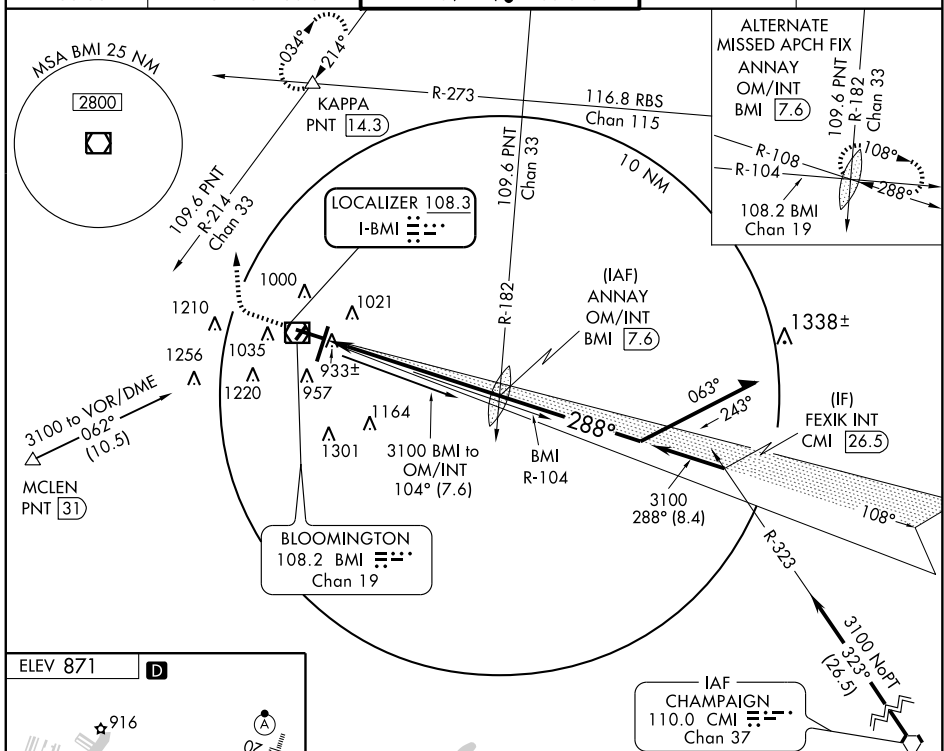 MSA BMI 25 NM
2800
034°
214°
KAPPA
PNT 14.3
R-273
116.8 RBS
Chan 115
109.6 PNT
R-214
Chan 33
109.6 PNT
Chan 33
R-182
10 NM
ALTERNATE
MISSED APCH FIX
ANNAY
OM/INT
BMI 7.6
109.6 PNT
R-182
Chan 33
108°
R-108
R-104
288°
108.2 BMI
Chan 19
LOCALIZER 108.3
I-BMI
1000
1021
1210
1035
1256
1220
933±
957
1164
1301
1338±
(IAF)
ANNAY
OM/INT
BMI 7.6
3100 to VOR/DME
062°
(10.5)
MCLEN
PNT 31
3100 BMI to
OM/INT
104° (7.6)
BMI
R-104
288°
063°
243°
(IF)
FEXIK INT
CMI 26.5
3100
288° (8.4)
108°
R-323
BLOOMINGTON
108.2 BMI
Chan 19
3100 NoPT
323°
(26.5)
IAF
CHAMPAIGN
110.0 CMI
Chan 37
ELEV 871
D
916
A
02